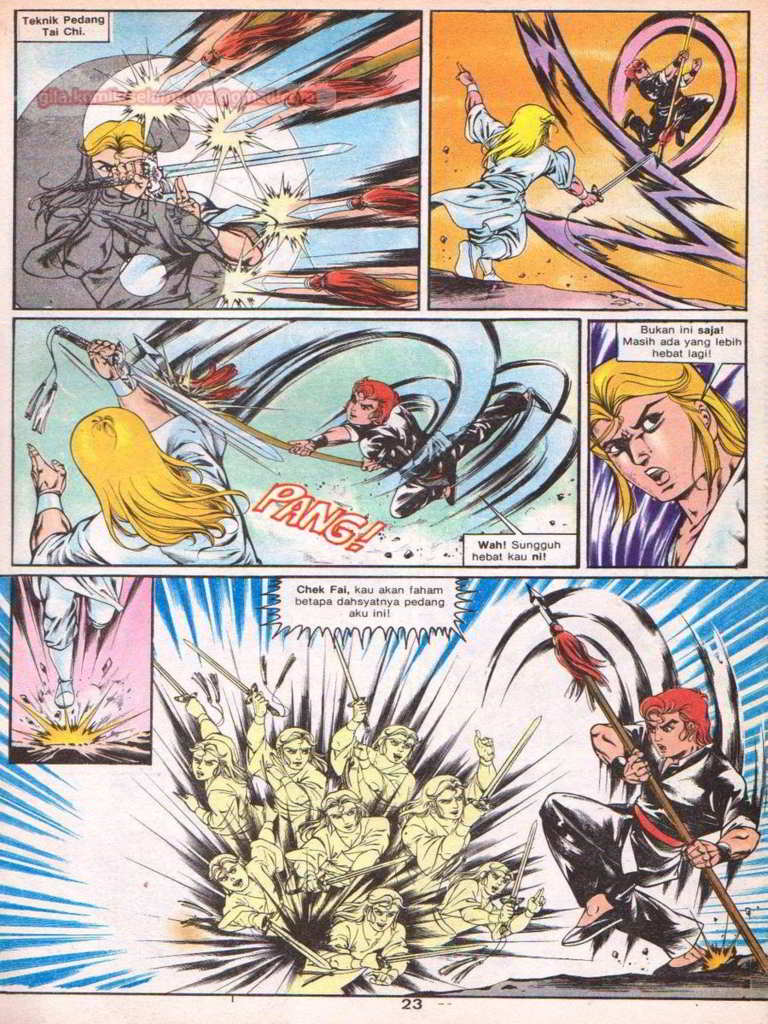 Teknik Pedang
Tai Chi.
PANG!
Wah! Sungguh
hebat kau ni!
Bukan ini saja!
Masih ada yang lebih
hebat lagi!
Chek Fai, kau akan faham
betapa dahsyatnya pedang
aku ini!
23